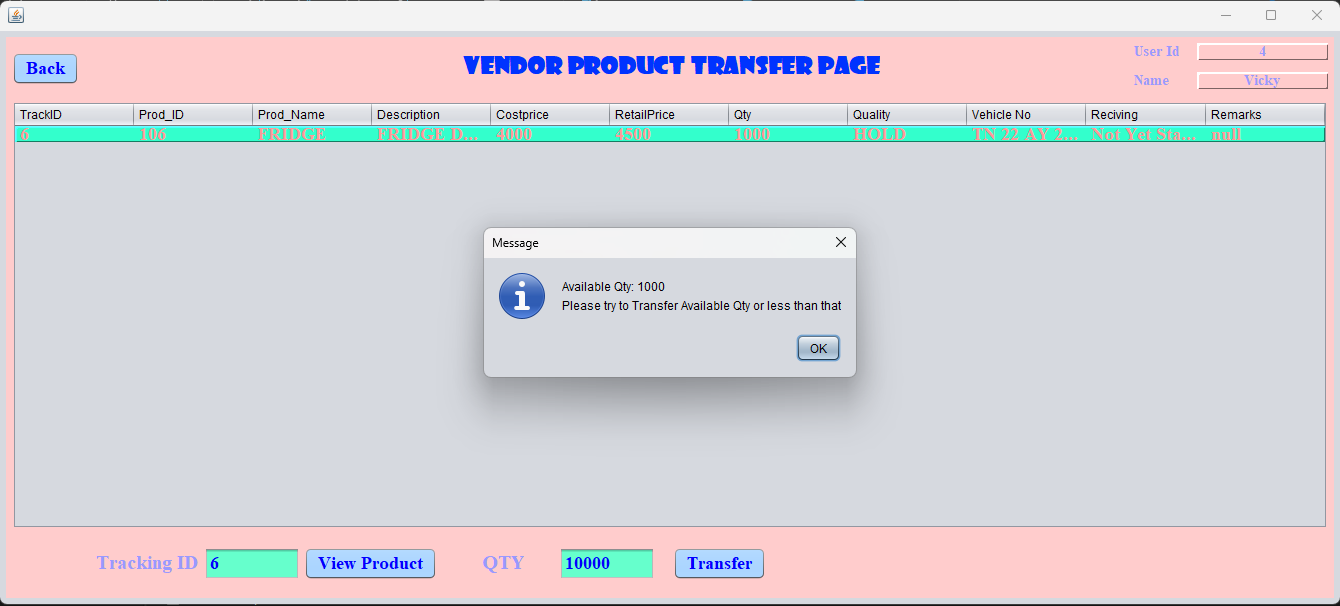 Back
VENDOR PRODUCT TRANSFER PAGE
User Id 4
Name Vicky
TrackID Prod_ID Prod_Name Description Costprice RetailPrice Qty Quality Vehicle No Reciving Remarks
6 106 FRIDGE FRIDGE D... 4000 4500 1000 HOLD TN 22 AY 2... Not Yet Sta... null
Message
Available Qty: 1000
Please try to Transfer Available Qty or less than that
OK
Tracking ID 6 View Product QTY 10000 Transfer